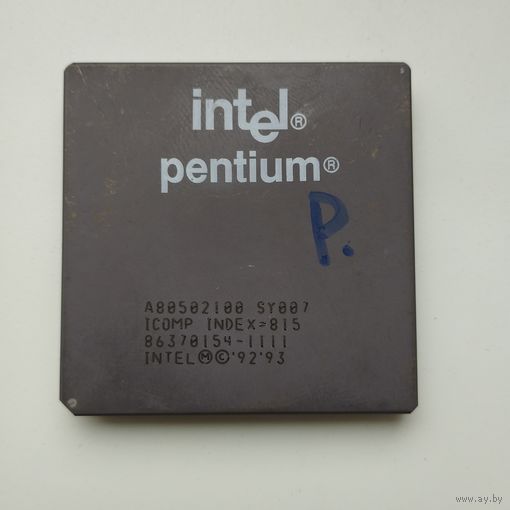 intel®
pentium®
P.
A80502100 SY007
ICOMP INDEX=815
86370154-1111
INTEL Ⓜ©'92'93
www.ay.by